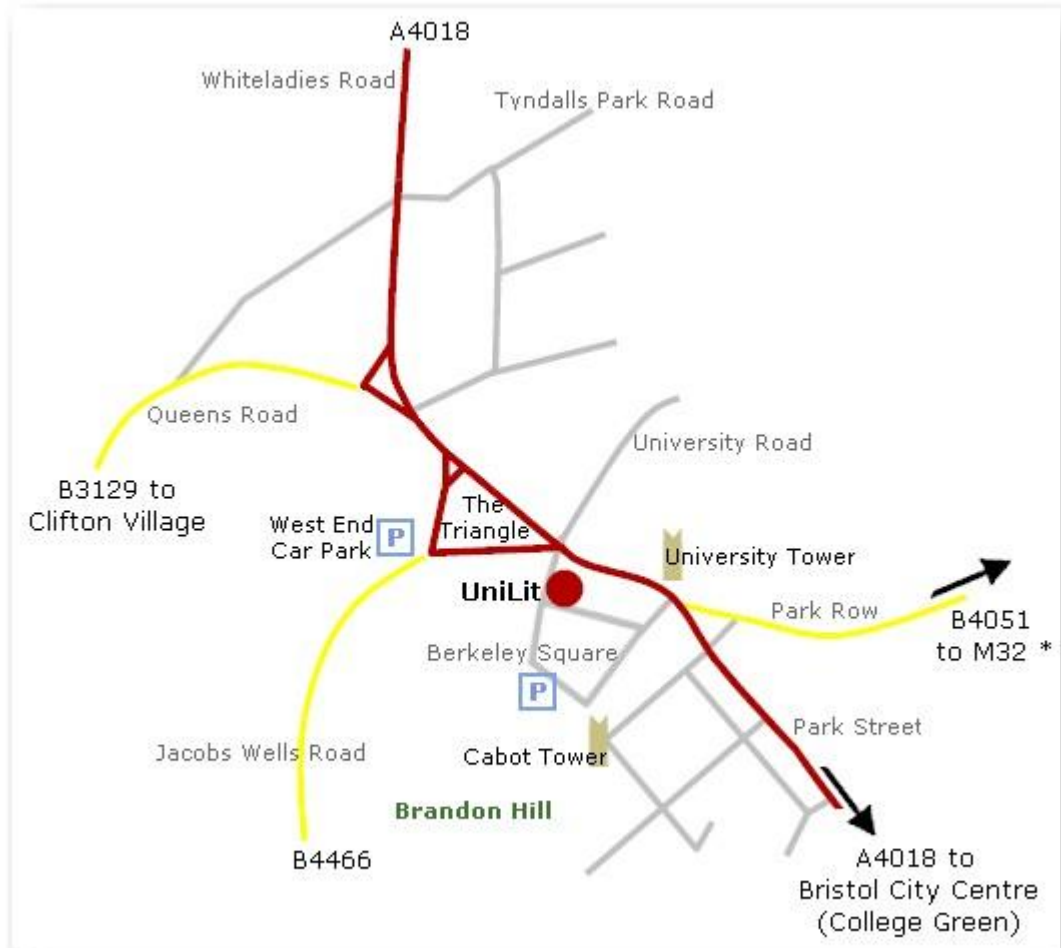 A4018
Whiteladies Road
Tyndalls Park Road
Queens Road
University Road
B3129 to
Clifton Village
West End
Car Park
P
The
Triangle
University Tower
UniLit
Park Row
B4051
to M32 *
Berkeley Square
P
Park Street
Jacobs Wells Road
Cabot Tower
Brandon Hill
B4466
A4018 to
Bristol City Centre
(College Green)